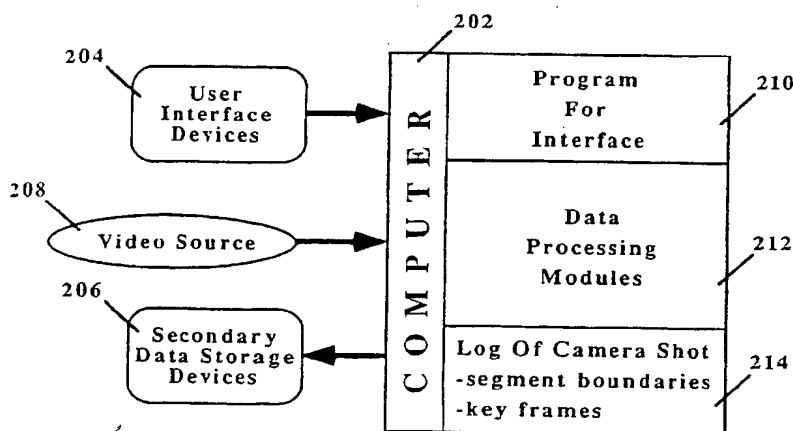 202
204
User
Interface
Devices
Program
For
Interface
210
208
Video Source
COMPUTER
Data
Processing
Modules
212
206
Secondary
Data Storage
Devices
Log Of Camera Shot
-segment boundaries
-key frames
214